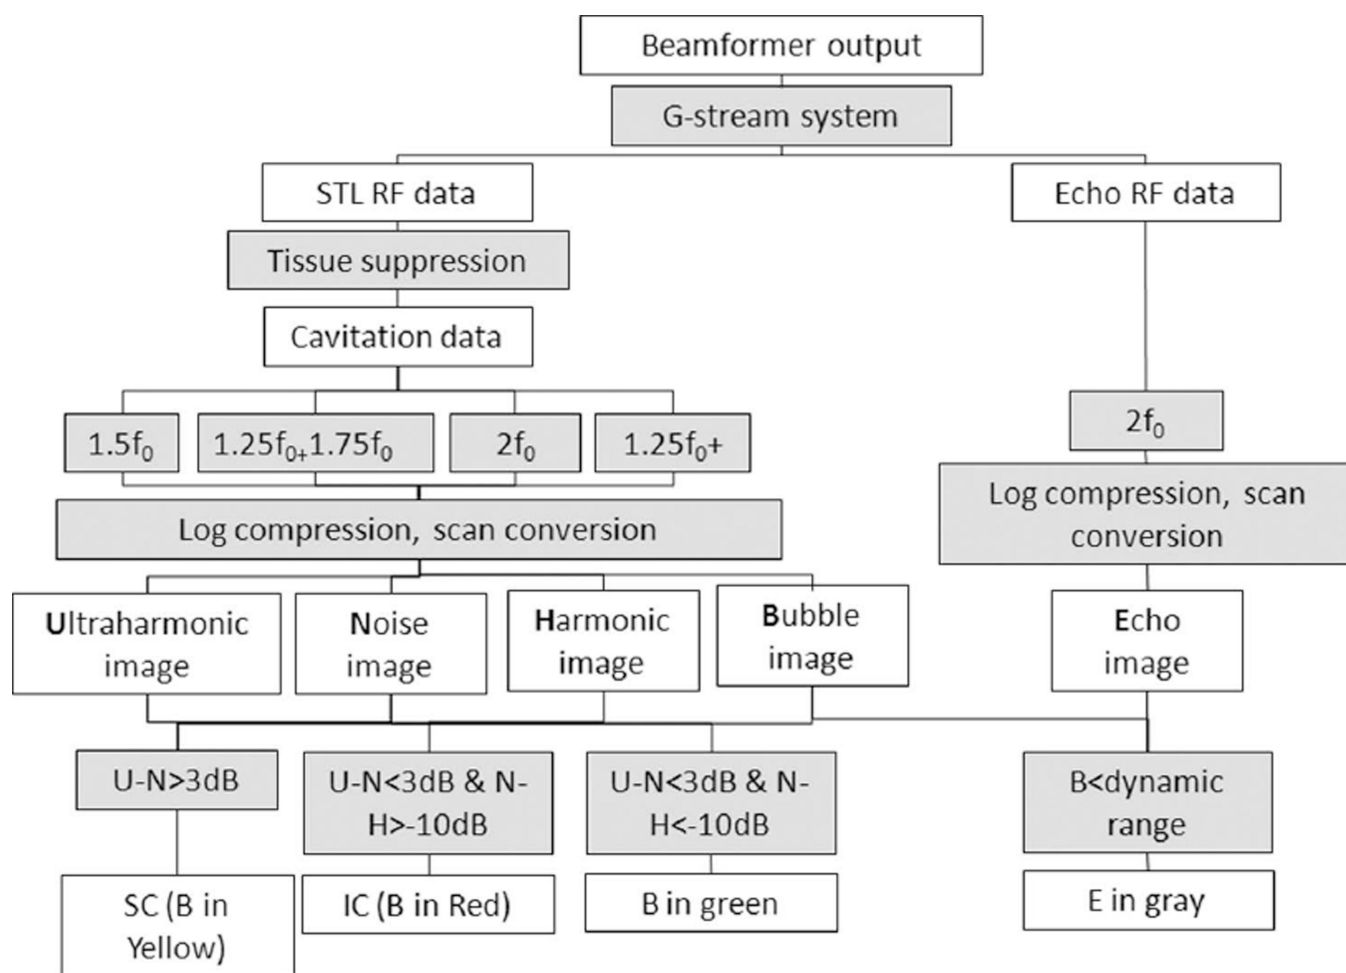 Beamformer output
G-stream system
STL RF data
Echo RF data
Tissue suppression
Cavitation data
1.5f₀
1.25f₀₊1.75f₀
2f₀
1.25f₀+
2f₀
Log compression, scan conversion
Log compression, scan
conversion
Ultraharmonic
image
Noise
image
Harmonic
image
Bubble
image
Echo
image
U-N>3dB
U-N<3dB & N-
H>-10dB
U-N<3dB & N-
H<-10dB
B<dynamic
range
SC (B in
Yellow)
IC (B in Red)
B in green
E in gray